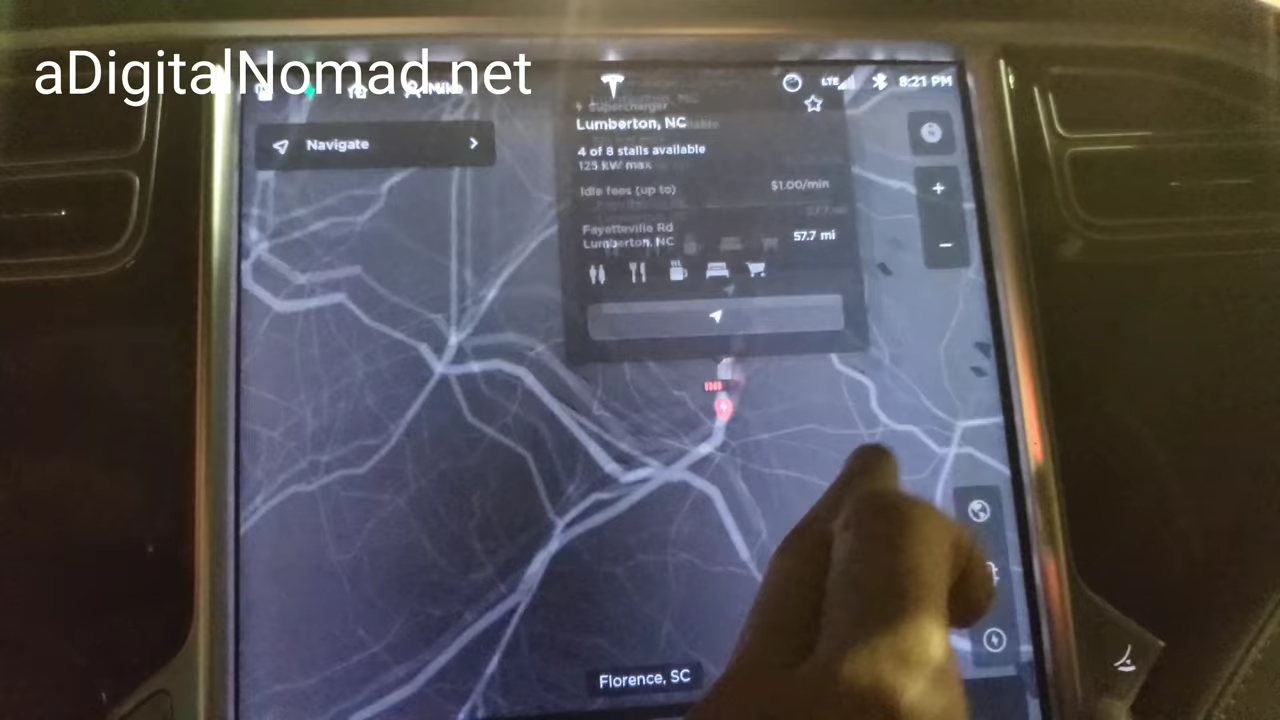 aDigitalNomad.net
LTE
8:21 PM
Supercharger
Lumberton, NC
4 of 8 stalls available
125 kW max
Idle fees (up to) $1.00/min
Fayetteville Rd
Lumberton, NC
57.7 mi
Navigate
+
−
Florence, SC